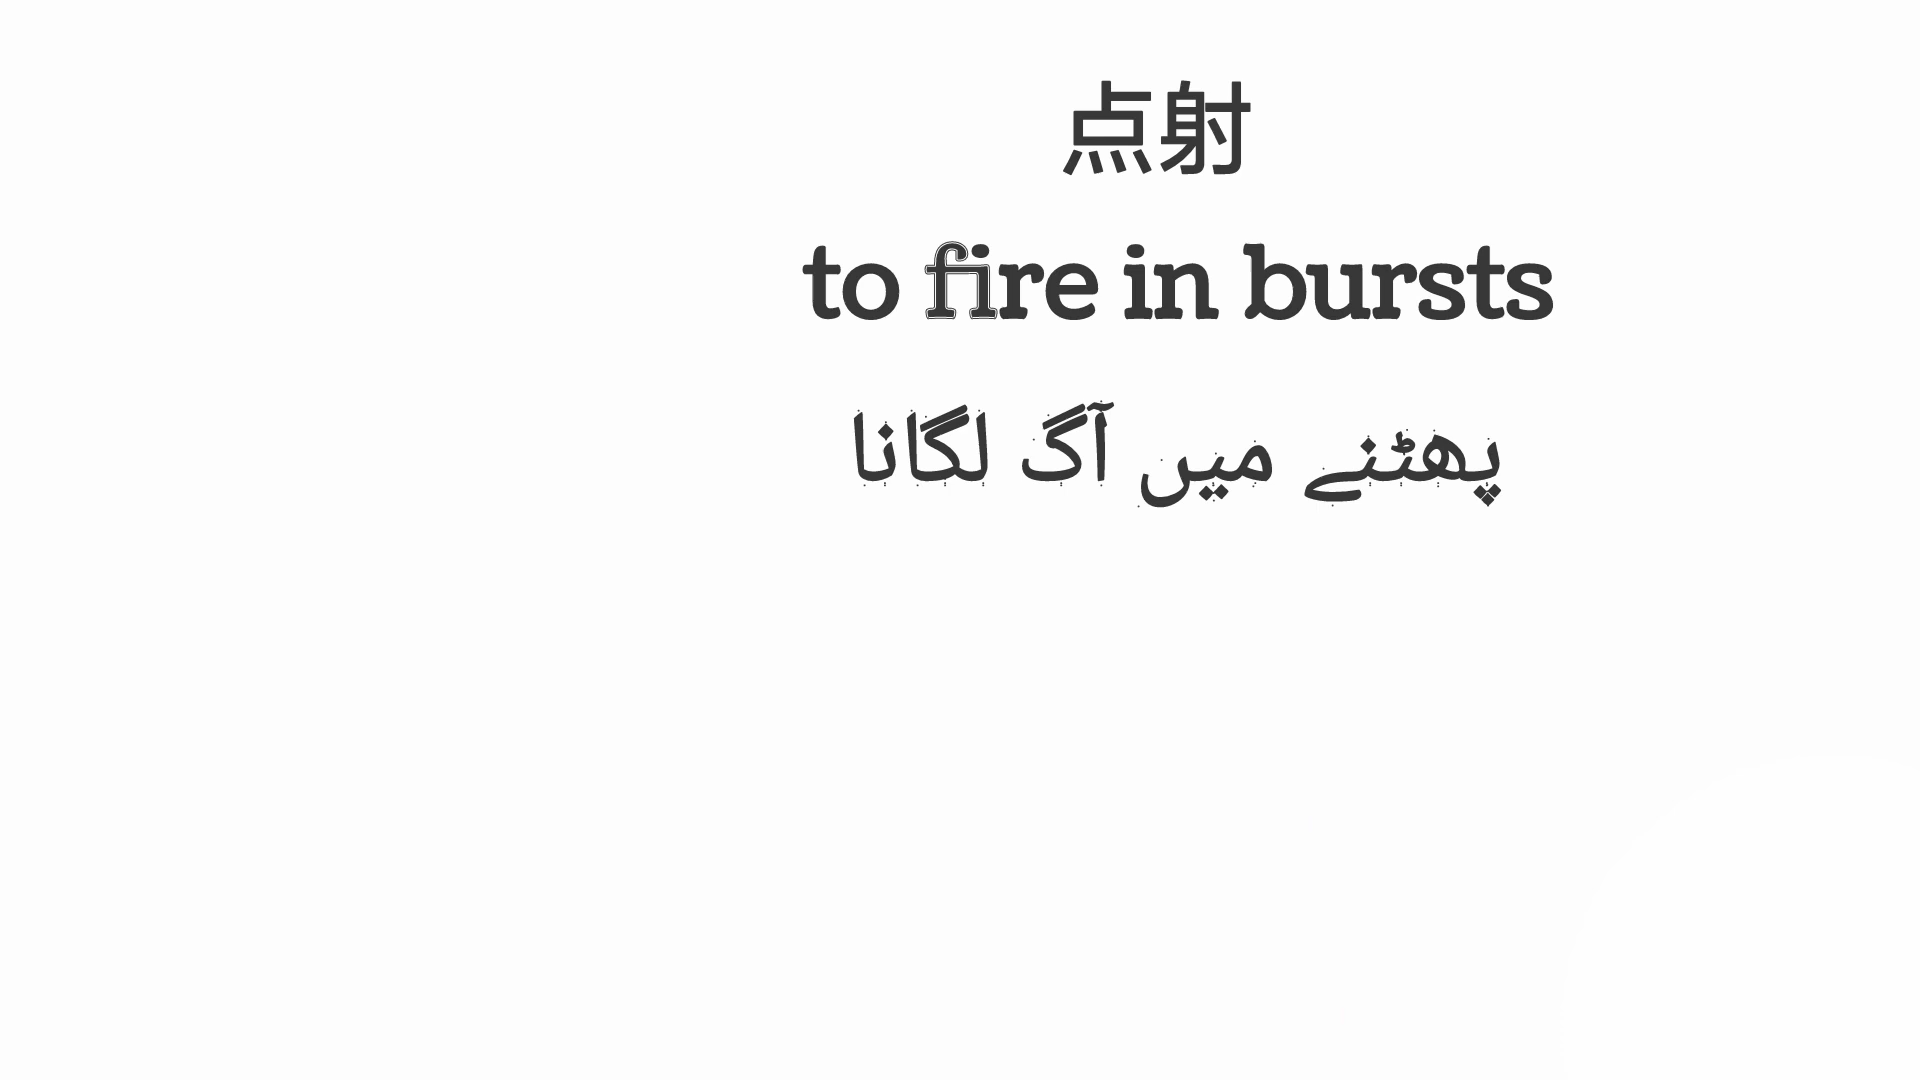 点射
to fire in bursts
پھٹنے میں آگ لگانا